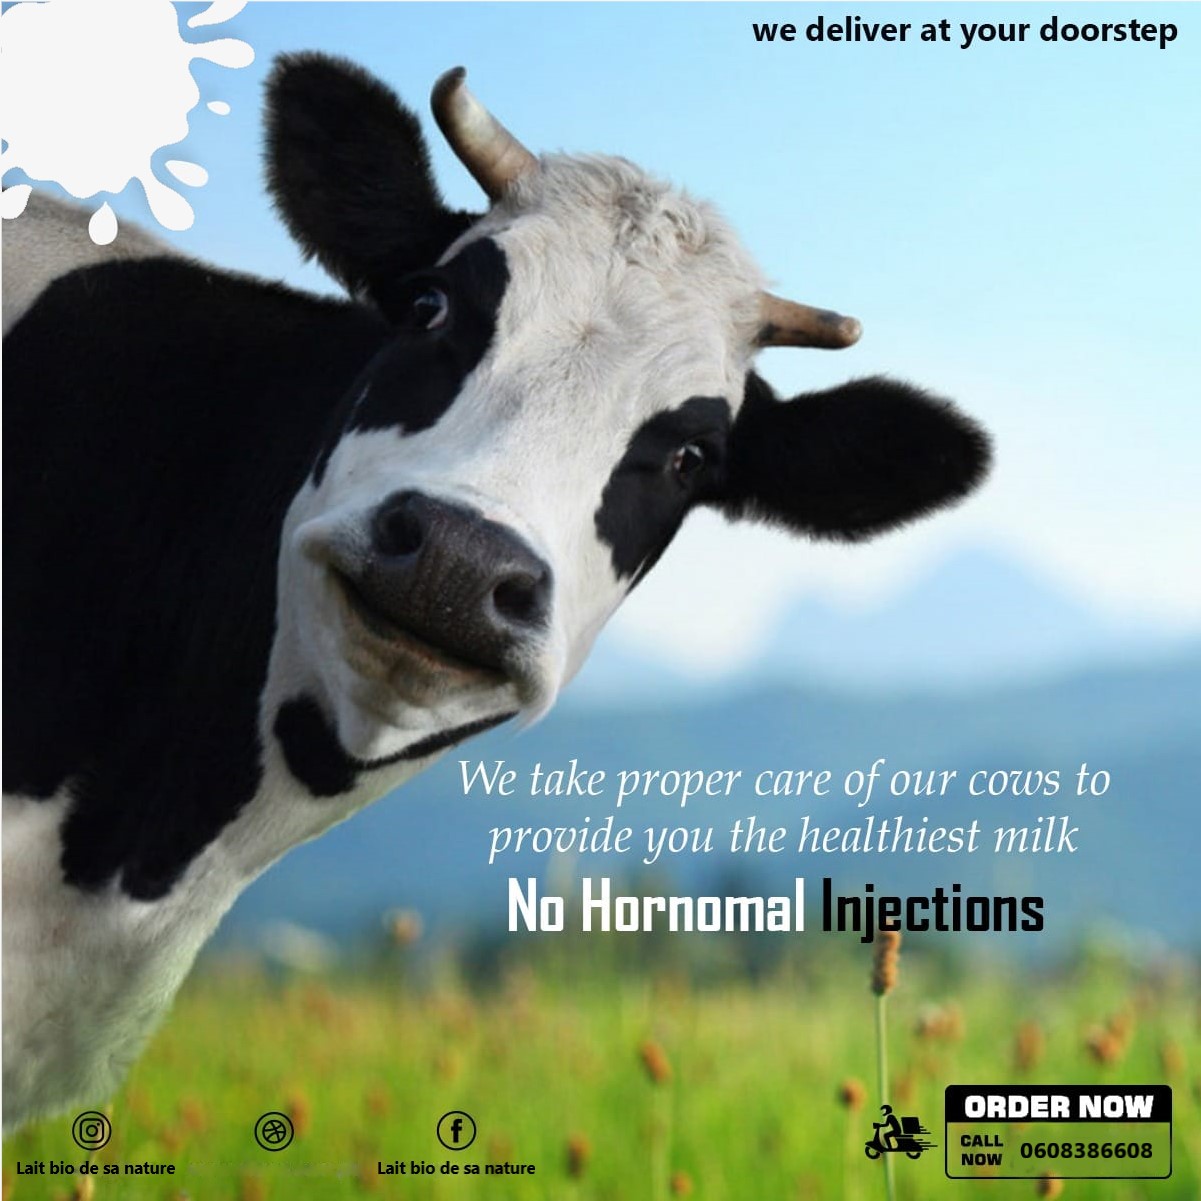 we deliver at your doorstep
We take proper care of our cows to
provide you the healthiest milk
No Hornomal Injections
ORDER NOW
CALL
NOW
0608386608
Lait bio de sa nature
Lait bio de sa nature